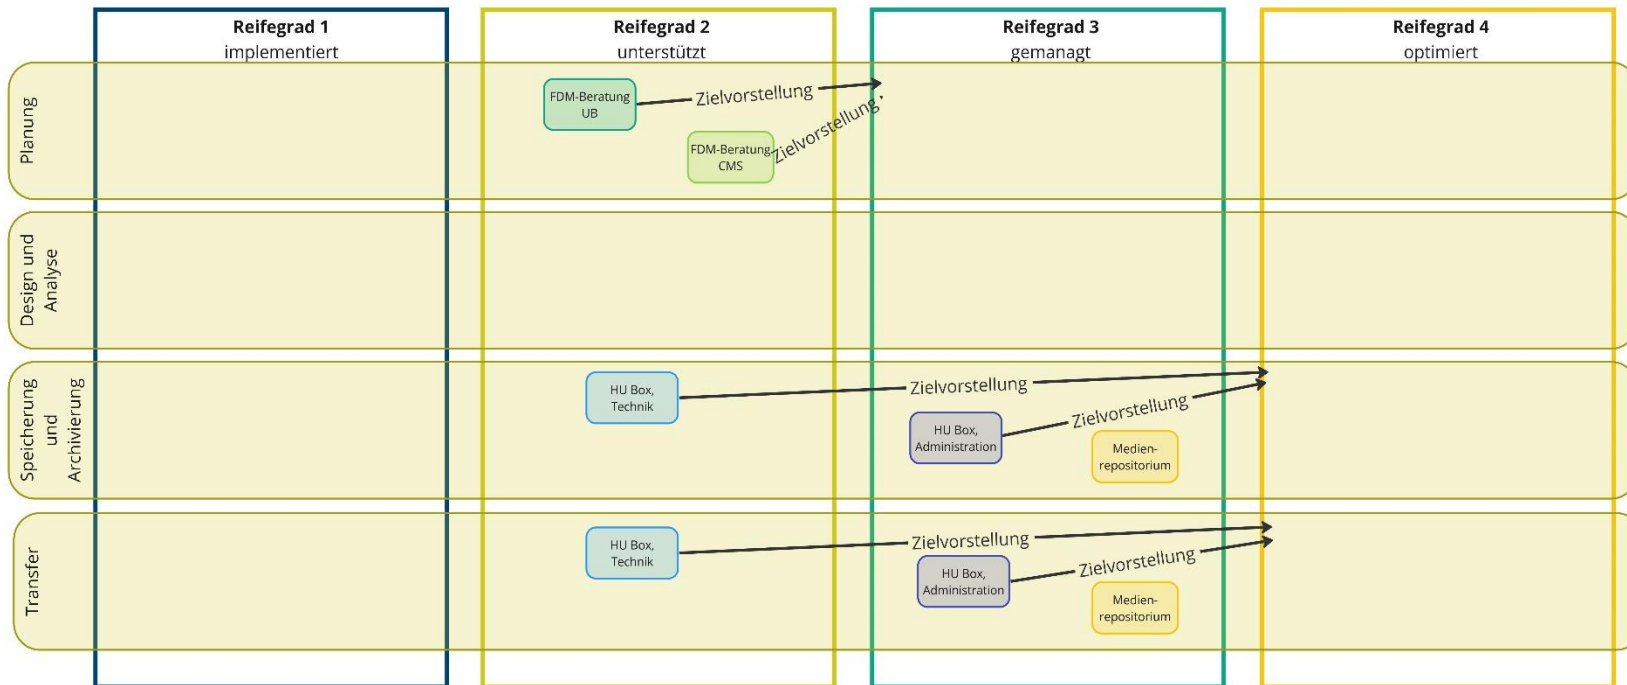 Reifegrad 1
implementiert
Reifegrad 2
unterstützt
Reifegrad 3
gemanagt
Reifegrad 4
optimiert
Planung
FDM-Beratung
UB
Zielvorstellung
FDM-Beratung
CMS
Zielvorstellung
Design und
Analyse
Speicherung
und
Archivierung
HU Box,
Technik
Zielvorstellung
HU Box,
Administration
Zielvorstellung
Medien-
repositorium
Transfer
HU Box,
Technik
Zielvorstellung
HU Box,
Administration
Zielvorstellung
Medien-
repositorium